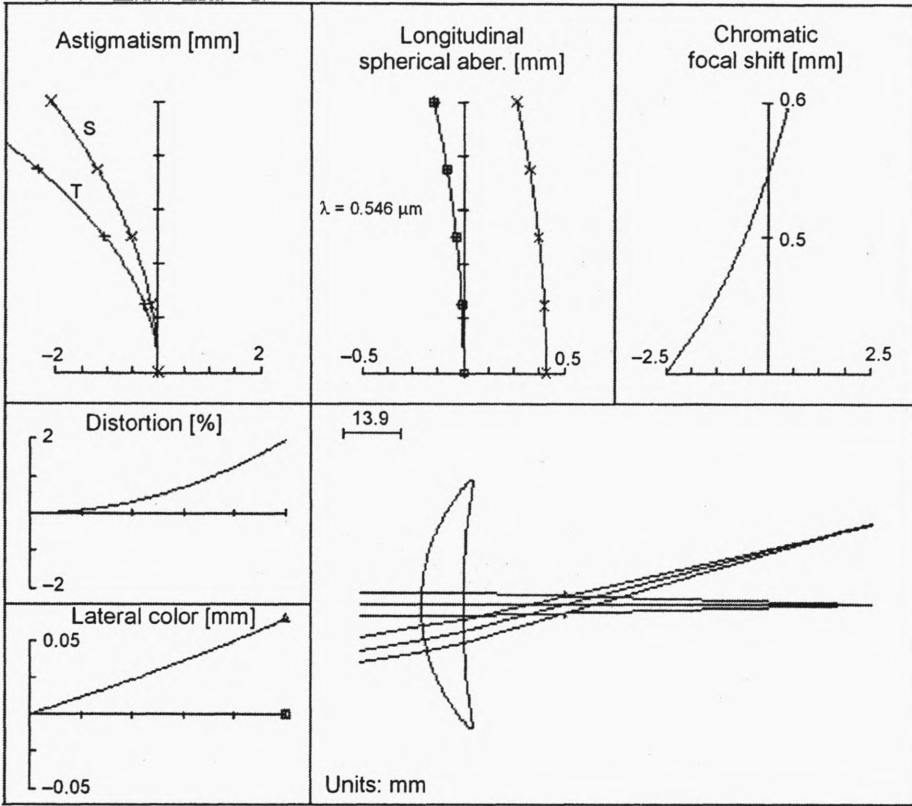 Astigmatism [mm]
S
T
–2
2
Longitudinal
spherical aber. [mm]
λ = 0.546 μm
–0.5
0.5
Chromatic
focal shift [mm]
0.6
0.5
–2.5
2.5
Distortion [%]
2
–2
Lateral color [mm]
0.05
–0.05
13.9
Units: mm